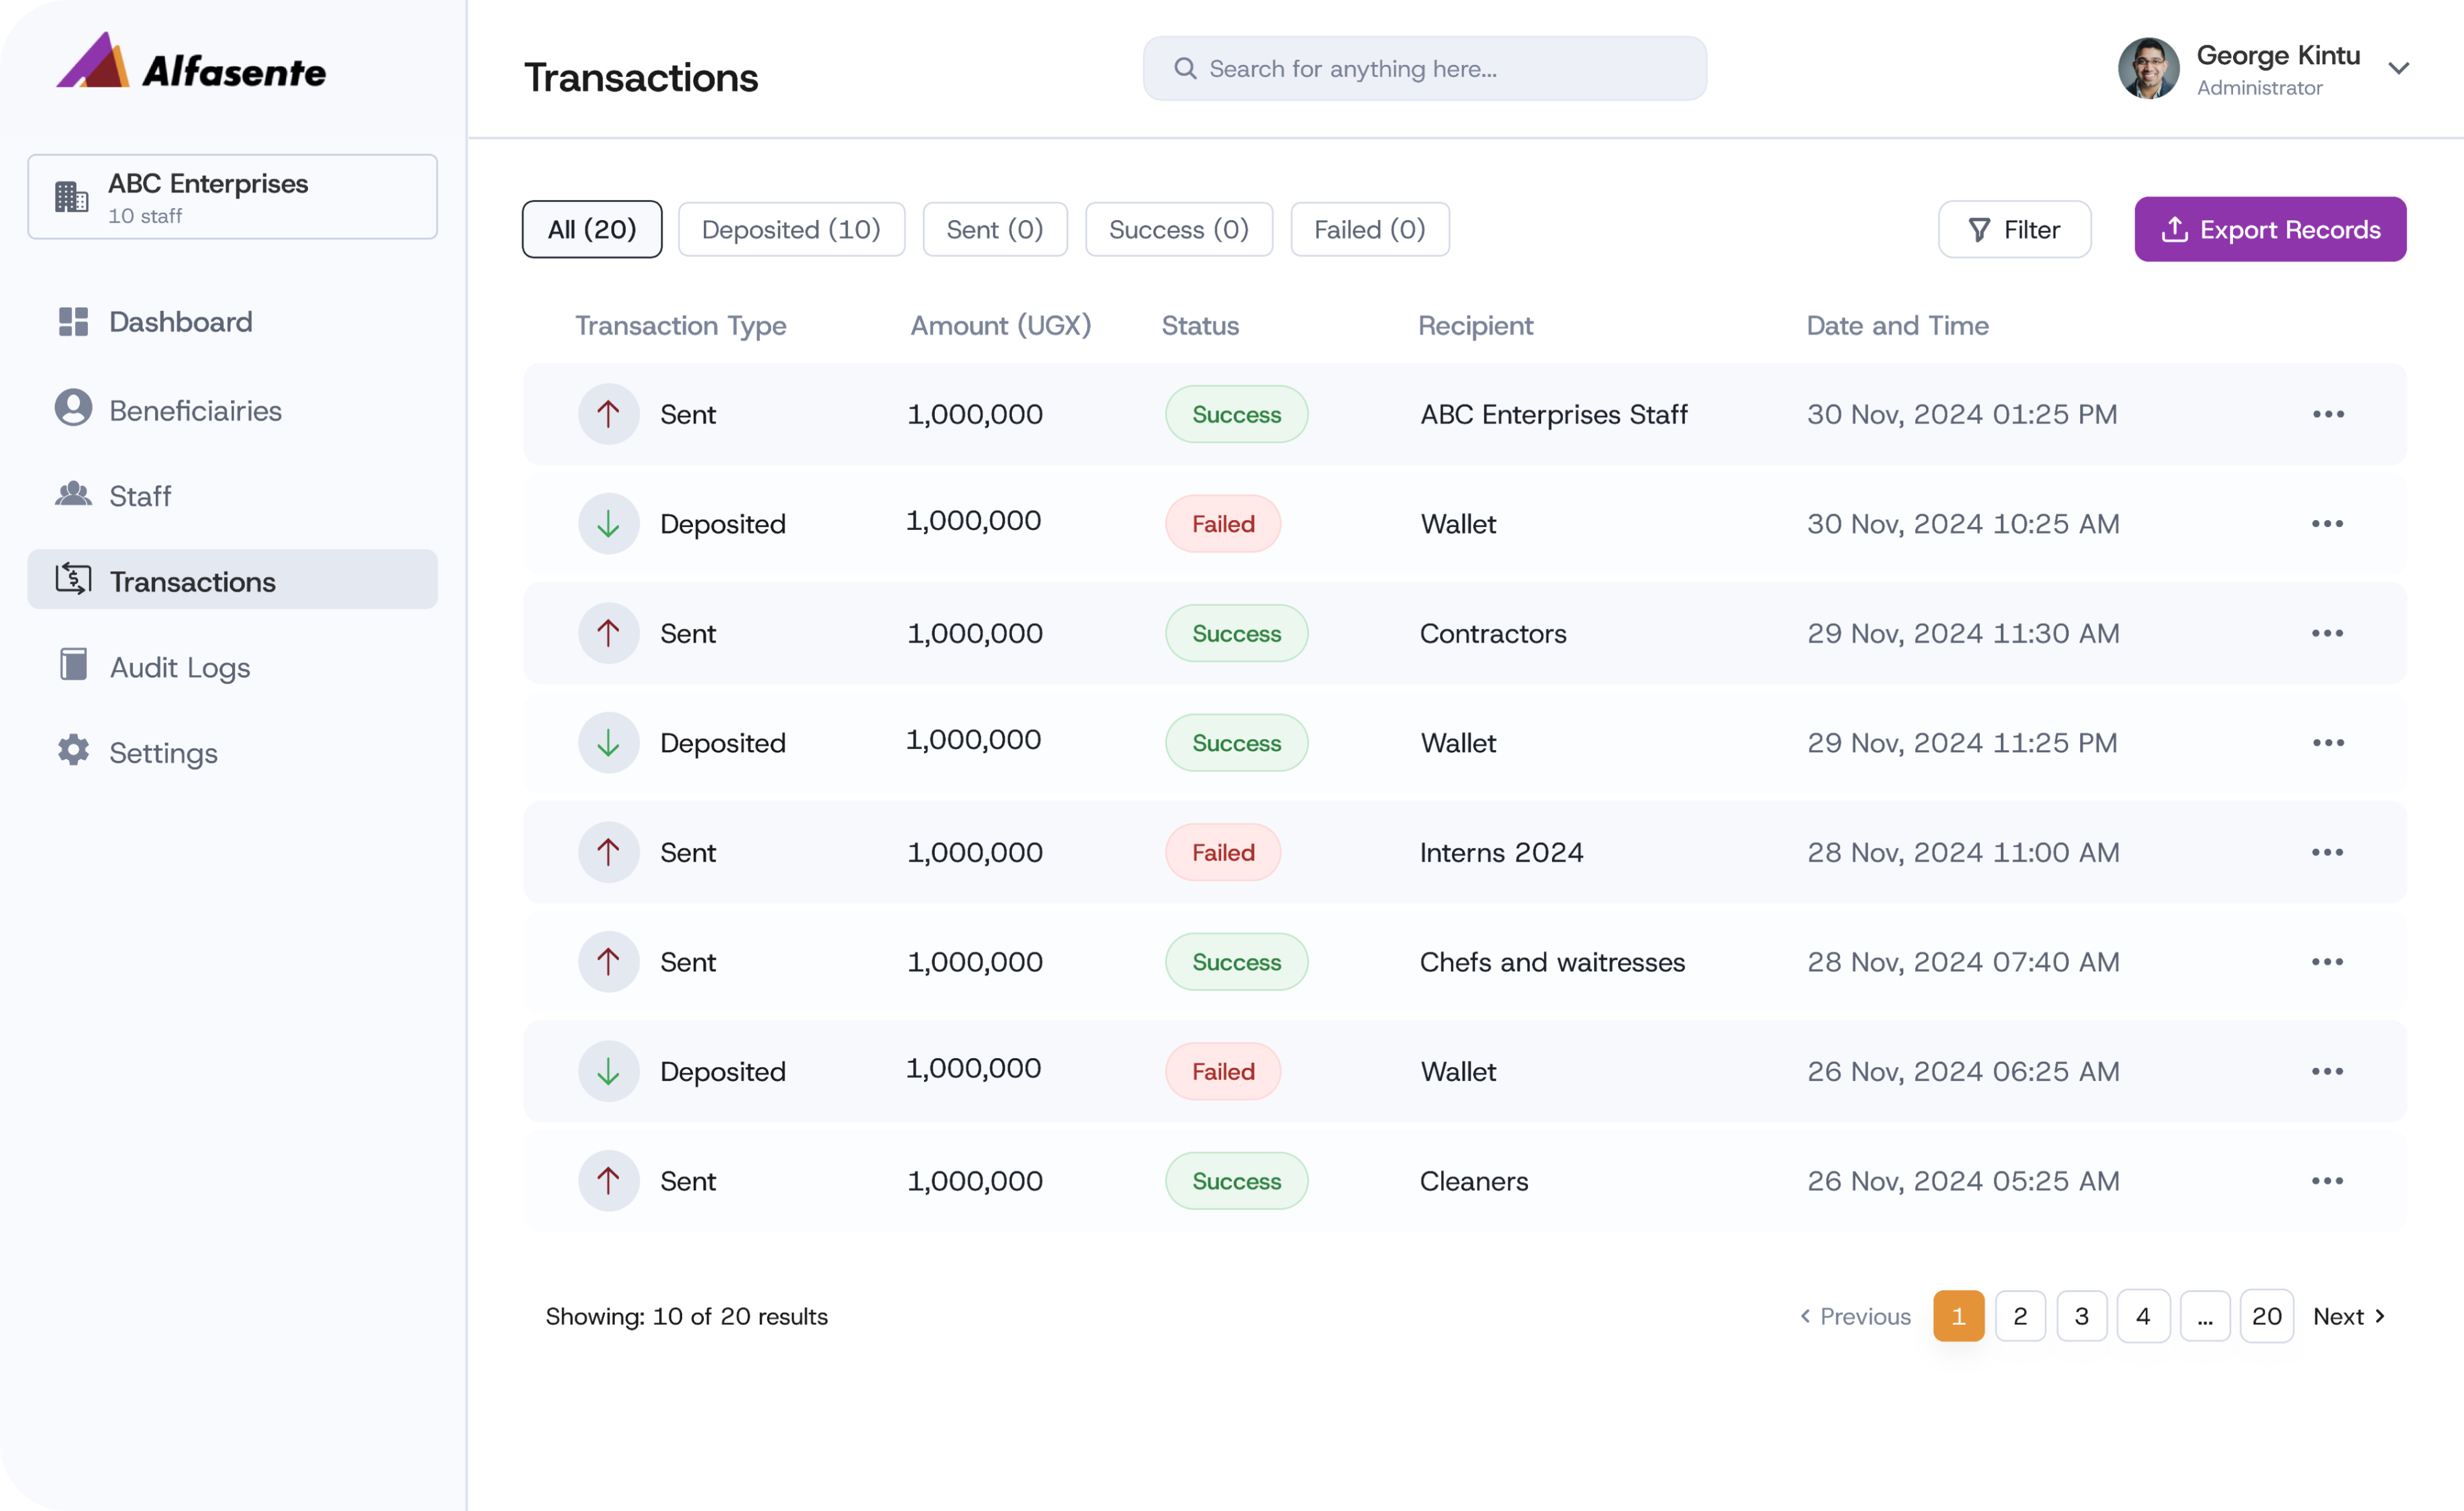 Alfasente
Transactions
Search for anything here...
George Kintu
Administrator
ABC Enterprises
10 staff
Dashboard
Beneficiairies
Staff
Transactions
Audit Logs
Settings
All (20) Deposited (10) Sent (0) Success (0) Failed (0) Filter Export Records
Transaction Type Amount (UGX) Status Recipient Date and Time
Sent 1,000,000 Success ABC Enterprises Staff 30 Nov, 2024 01:25 PM
Deposited 1,000,000 Failed Wallet 30 Nov, 2024 10:25 AM
Sent 1,000,000 Success Contractors 29 Nov, 2024 11:30 AM
Deposited 1,000,000 Success Wallet 29 Nov, 2024 11:25 PM
Sent 1,000,000 Failed Interns 2024 28 Nov, 2024 11:00 AM
Sent 1,000,000 Success Chefs and waitresses 28 Nov, 2024 07:40 AM
Deposited 1,000,000 Failed Wallet 26 Nov, 2024 06:25 AM
Sent 1,000,000 Success Cleaners 26 Nov, 2024 05:25 AM
Showing: 10 of 20 results
Previous 1 2 3 4 ... 20 Next